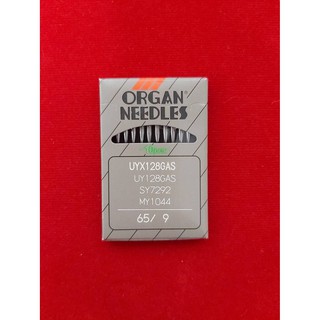 ORGAN®
NEEDLES
UYX128GAS
UY128GAS
SY7292
MY1044
65/ 9